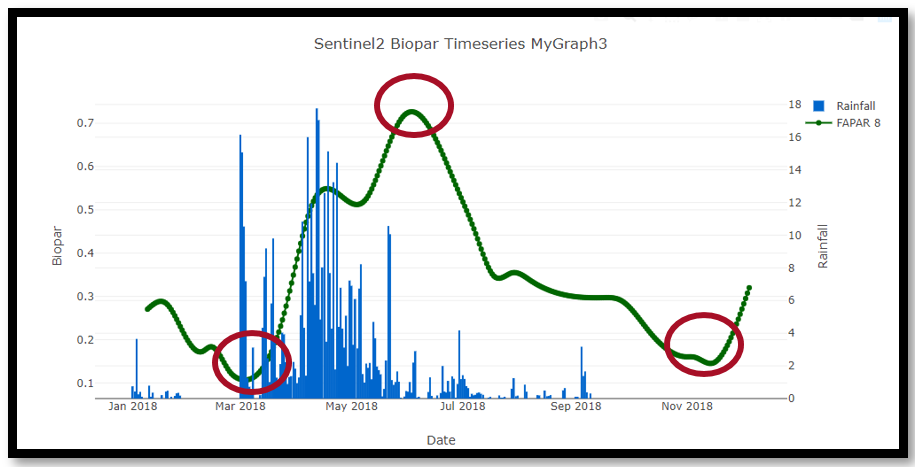 Sentinel2 Biopar Timeseries MyGraph3
Rainfall
FAPAR 8
0.7
0.6
0.5
0.4
0.3
0.2
0.1
Biopar
18
16
14
12
10
8
6
4
2
0
Rainfall
Jan 2018 Mar 2018 May 2018 Jul 2018 Sep 2018 Nov 2018
Date